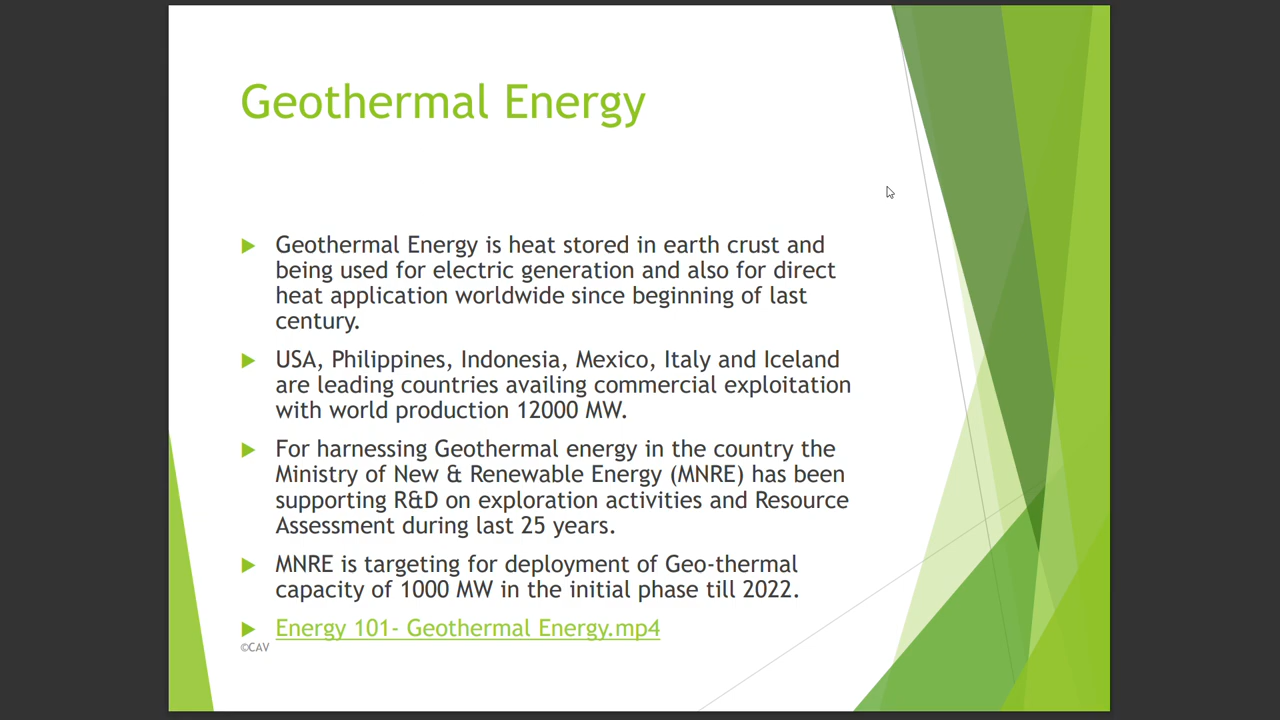 Geothermal Energy
Geothermal Energy is heat stored in earth crust and
being used for electric generation and also for direct
heat application worldwide since beginning of last
century.
USA, Philippines, Indonesia, Mexico, Italy and Iceland
are leading countries availing commercial exploitation
with world production 12000 MW.
For harnessing Geothermal energy in the country the
Ministry of New & Renewable Energy (MNRE) has been
supporting R&D on exploration activities and Resource
Assessment during last 25 years.
MNRE is targeting for deployment of Geo-thermal
capacity of 1000 MW in the initial phase till 2022.
Energy 101- Geothermal Energy.mp4
©CAV